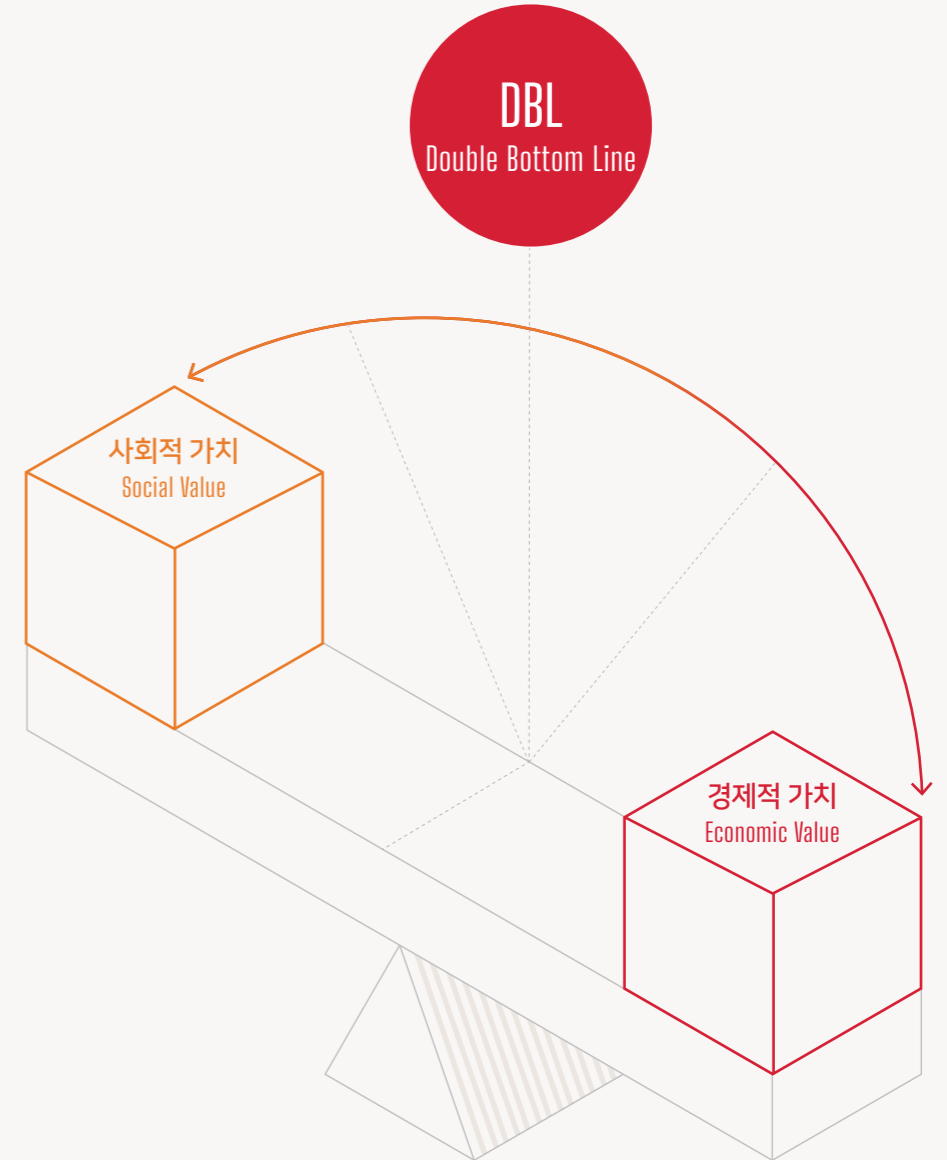 DBL
Double Bottom Line
사회적 가치
Social Value
경제적 가치
Economic Value